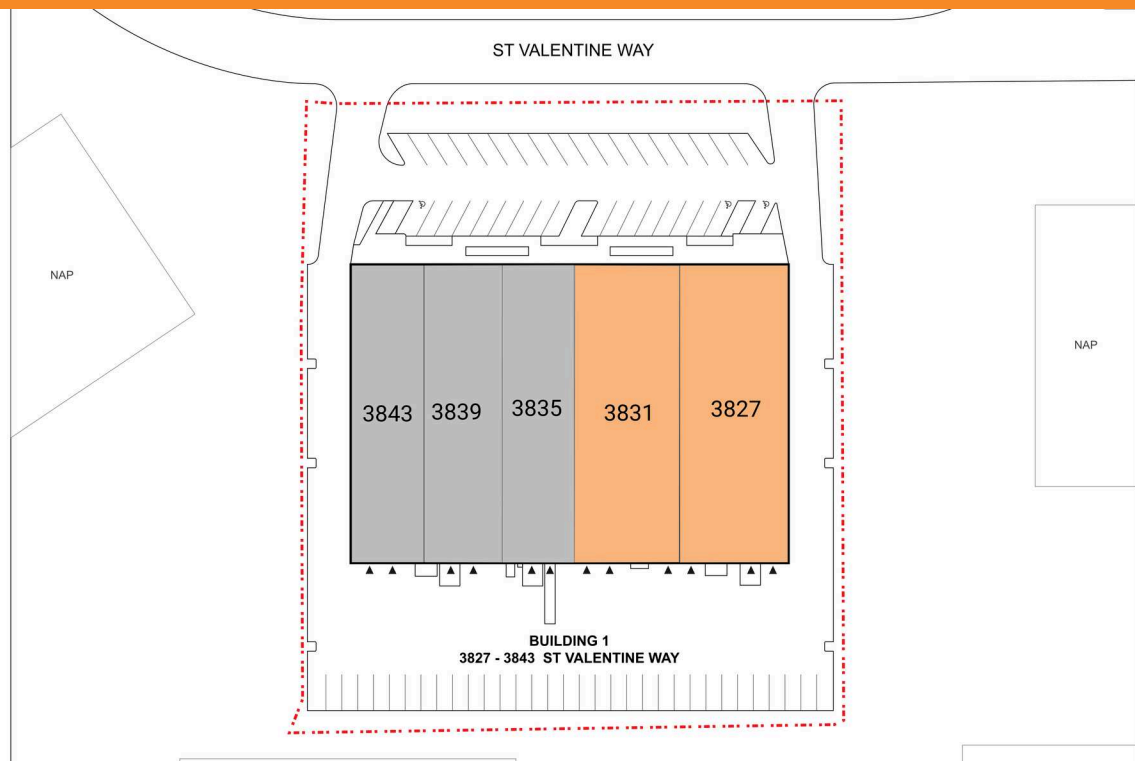 ST VALENTINE WAY
NAP
NAP
3843 3839 3835 3831 3827
BUILDING 1
3827 - 3843 ST VALENTINE WAY